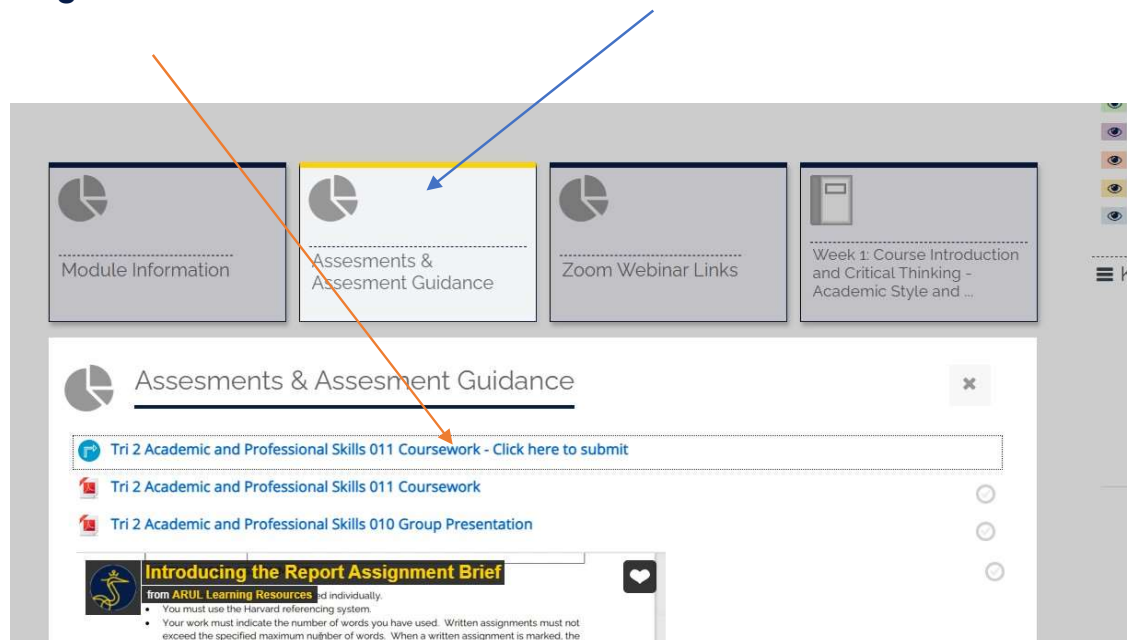 g
Module Information
Assesments &
Assesment Guidance
Zoom Webinar Links
Week 1: Course Introduction
and Critical Thinking -
Academic Style and ...
K
Assesments & Assesment Guidance
Tri 2 Academic and Professional Skills 011 Coursework - Click here to submit
Tri 2 Academic and Professional Skills 011 Coursework
Tri 2 Academic and Professional Skills 010 Group Presentation
Introducing the Report Assignment Brief
from ARUL Learning Resources ed individually.
• You must use the Harvard referencing system.
• Your work must indicate the number of words you have used. Written assignments must not
exceed the specified maximum number of words. When a written assignment is marked, the